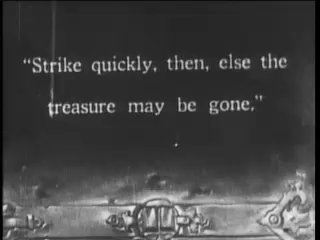 “Strike quickly, then, else the
treasure may be gone.”